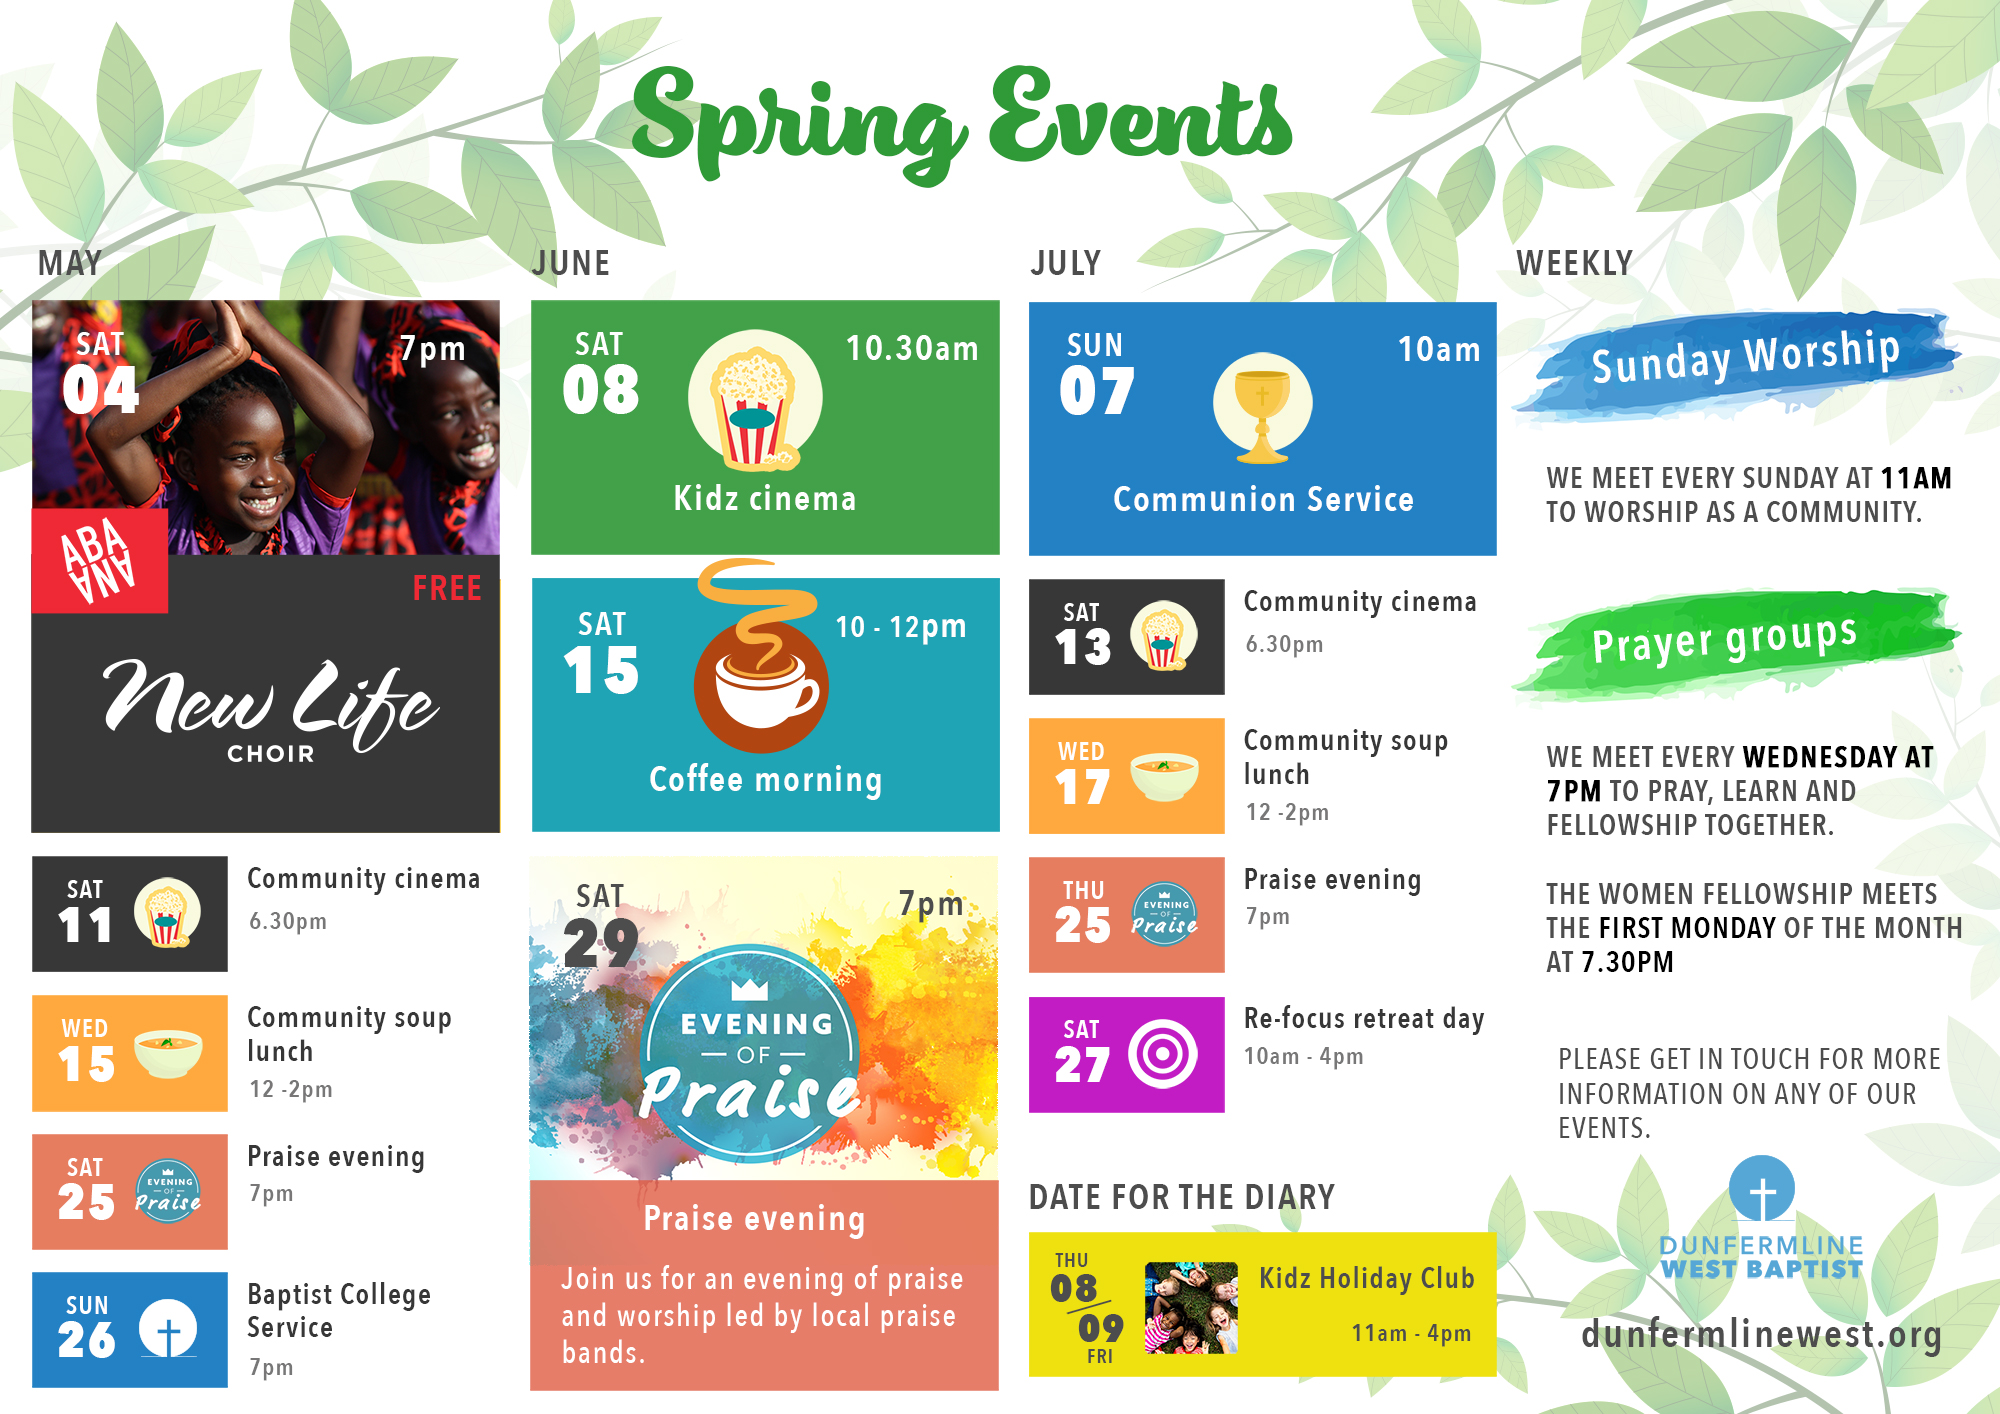 Spring Events
MAY
SAT
04
7pm
ABA
ANA
FREE
New Life
CHOIR
SAT
11
Community cinema
6.30pm
WED
15
Community soup
lunch
12 -2pm
SAT
25
EVENING
OF
Praise
Praise evening
7pm
SUN
26
Baptist College
Service
7pm
JUNE
SAT
08
10.30am
Kidz cinema
SAT
15
10 - 12pm
Coffee morning
SAT
29
7pm
EVENING
OF
Praise
Praise evening
Join us for an evening of praise
and worship led by local praise
bands.
JULY
SUN
07
10am
Communion Service
SAT
13
Community cinema
6.30pm
WED
17
Community soup
lunch
12 -2pm
THU
25
EVENING
OF
Praise
Praise evening
7pm
SAT
27
Re-focus retreat day
10am - 4pm
DATE FOR THE DIARY
THU
08
09
FRI
Kidz Holiday Club
11am - 4pm
WEEKLY
Sunday Worship
WE MEET EVERY SUNDAY AT 11AM
TO WORSHIP AS A COMMUNITY.
Prayer groups
WE MEET EVERY WEDNESDAY AT
7PM TO PRAY, LEARN AND
FELLOWSHIP TOGETHER.
THE WOMEN FELLOWSHIP MEETS
THE FIRST MONDAY OF THE MONTH
AT 7.30PM
PLEASE GET IN TOUCH FOR MORE
INFORMATION ON ANY OF OUR
EVENTS.
DUNFERMLINE
WEST BAPTIST
dunfermlinewest.org